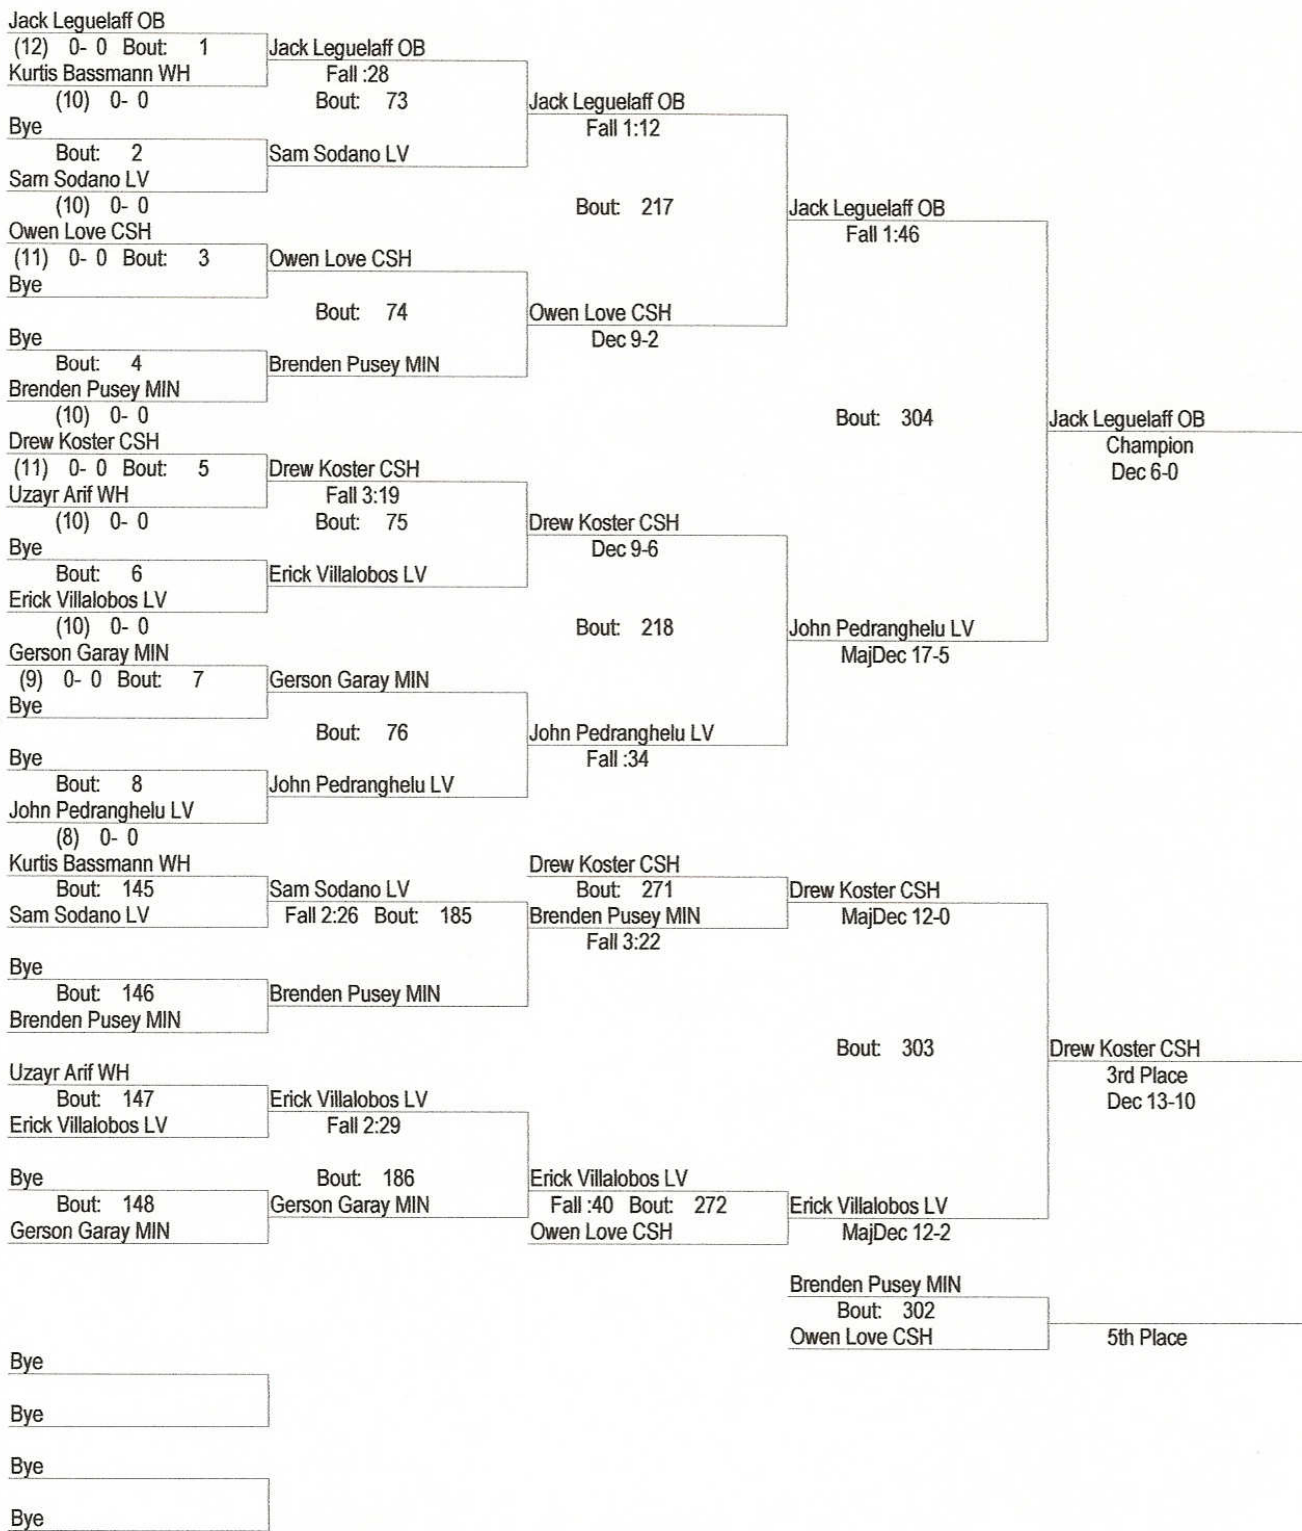 Jack Leguelaff OB
(12) 0- 0 Bout: 1
Kurtis Bassmann WH
(10) 0- 0
Bye
Bout: 2
Sam Sodano LV
(10) 0- 0
Owen Love CSH
(11) 0- 0 Bout: 3
Bye
Bye
Bout: 4
Brenden Pusey MIN
(10) 0- 0
Drew Koster CSH
(11) 0- 0 Bout: 5
Uzayr Arif WH
(10) 0- 0
Bye
Bout: 6
Erick Villalobos LV
(10) 0- 0
Gerson Garay MIN
(9) 0- 0 Bout: 7
Bye
Bye
Bout: 8
John Pedranghelu LV
(8) 0- 0
Jack Leguelaff OB
Fall :28
Bout: 73
Sam Sodano LV
Owen Love CSH
Bout: 74
Brenden Pusey MIN
Drew Koster CSH
Fall 3:19
Bout: 75
Erick Villalobos LV
Gerson Garay MIN
Bout: 76
John Pedranghelu LV
Jack Leguelaff OB
Fall 1:12
Bout: 217
Owen Love CSH
Dec 9-2
Drew Koster CSH
Dec 9-6
Bout: 218
John Pedranghelu LV
Fall :34
Jack Leguelaff OB
Fall 1:46
Bout: 304
John Pedranghelu LV
MajDec 17-5
Jack Leguelaff OB
Champion
Dec 6-0
Kurtis Bassmann WH
Bout: 145
Sam Sodano LV
Bye
Bout: 146
Brenden Pusey MIN
Uzayr Arif WH
Bout: 147
Erick Villalobos LV
Bye
Bout: 148
Gerson Garay MIN
Sam Sodano LV
Fall 2:26 Bout: 185
Brenden Pusey MIN
Erick Villalobos LV
Fall 2:29
Bout: 186
Gerson Garay MIN
Drew Koster CSH
Bout: 271
Brenden Pusey MIN
Fall 3:22
Erick Villalobos LV
Fall :40 Bout: 272
Owen Love CSH
Drew Koster CSH
MajDec 12-0
Bout: 303
Erick Villalobos LV
MajDec 12-2
Drew Koster CSH
3rd Place
Dec 13-10
Brenden Pusey MIN
Bout: 302
Owen Love CSH
5th Place
Bye
Bye
Bye
Bye